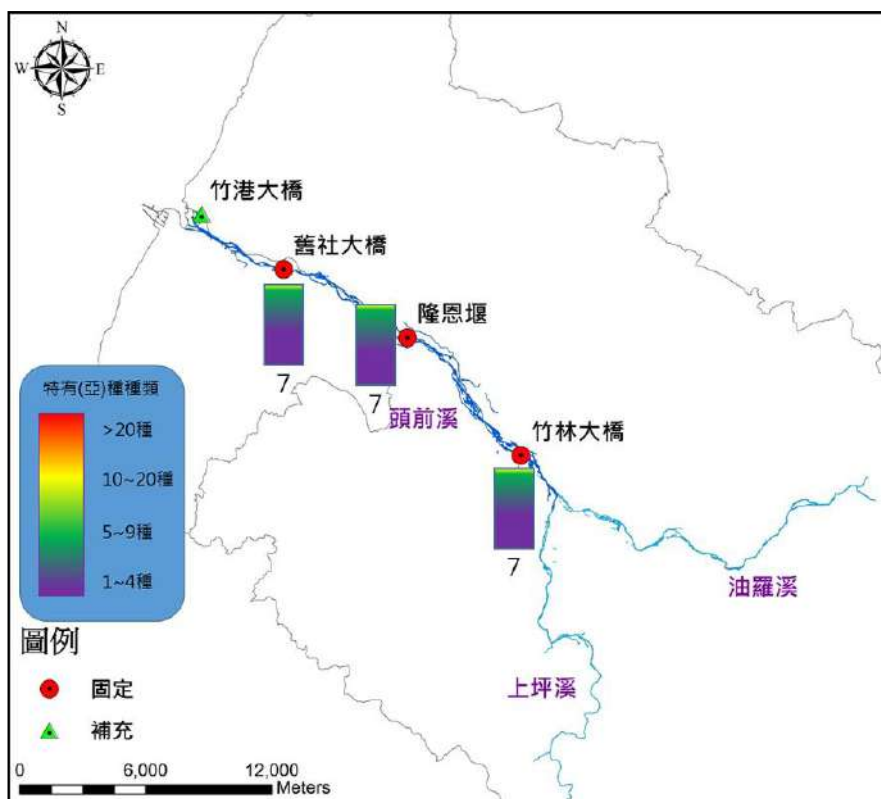 N
W E
S
竹港大橋
舊社大橋
隆恩堰
7
7
頭前溪
竹林大橋
7
油羅溪
上坪溪
特有(亞)種種類
>20種
10~20種
5~9種
1~4種
圖例
固定
補充
0 6,000 12,000
Meters